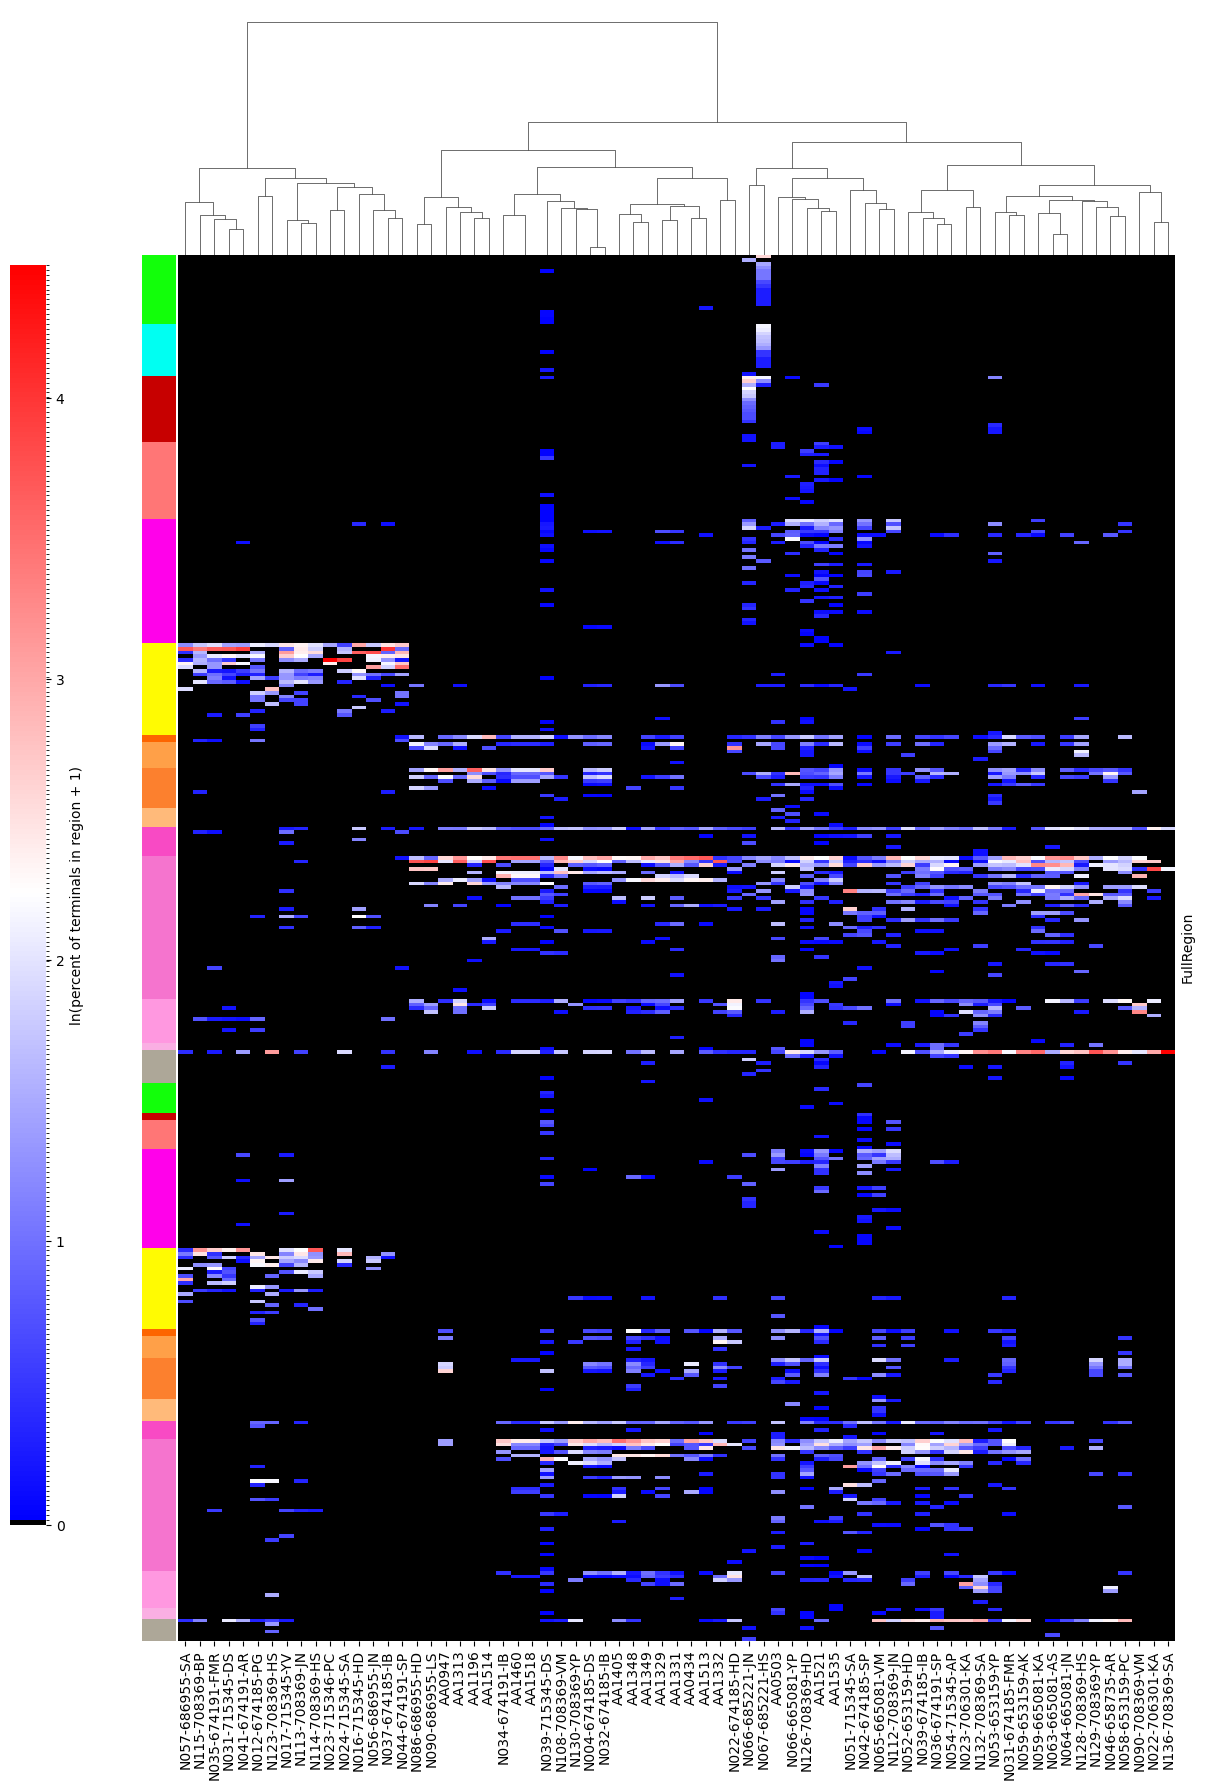 4
3
2
1
0
ln(percent of terminals in region + 1)
FullRegion
N057-686955-SA
N115-708369-BP
N035-674191-FMR
N031-715345-DS
N041-674191-AR
N012-674185-PG
N123-708369-HS
N017-715345-YV
N113-708369-JN
N114-708369-HS
N023-715346-PC
N024-715345-SA
N016-715345-HD
N056-686955-JN
N037-674185-IB
N044-674191-SP
N086-686955-HD
N090-686955-LS
AA0947
AA1313
AA1196
AA1514
N034-674191-IB
AA1460
AA1518
N039-715345-DS
N108-708369-VM
N130-708369-YP
N004-674185-DS
N032-674185-IB
AA1405
AA1348
AA1349
AA1329
AA1331
AA0434
AA1513
AA1332
N022-674185-HD
N066-685221-JN
N067-685221-HS
AA0503
N066-665081-YP
N126-708369-HD
AA1521
AA1535
N051-715345-SA
N042-674185-SP
N065-665081-VM
N112-708369-JN
N052-653159-HD
N039-674185-IB
N036-674191-SP
N054-715345-AP
N023-706301-KA
N132-708369-SA
N053-653159-YP
N031-674185-FMR
N059-653159-AK
N059-665081-KA
N063-665081-AS
N064-665081-JN
N128-708369-HS
N129-708369-YP
N046-658735-AR
N058-653159-PC
N090-708369-VM
N022-706301-KA
N136-708369-SA